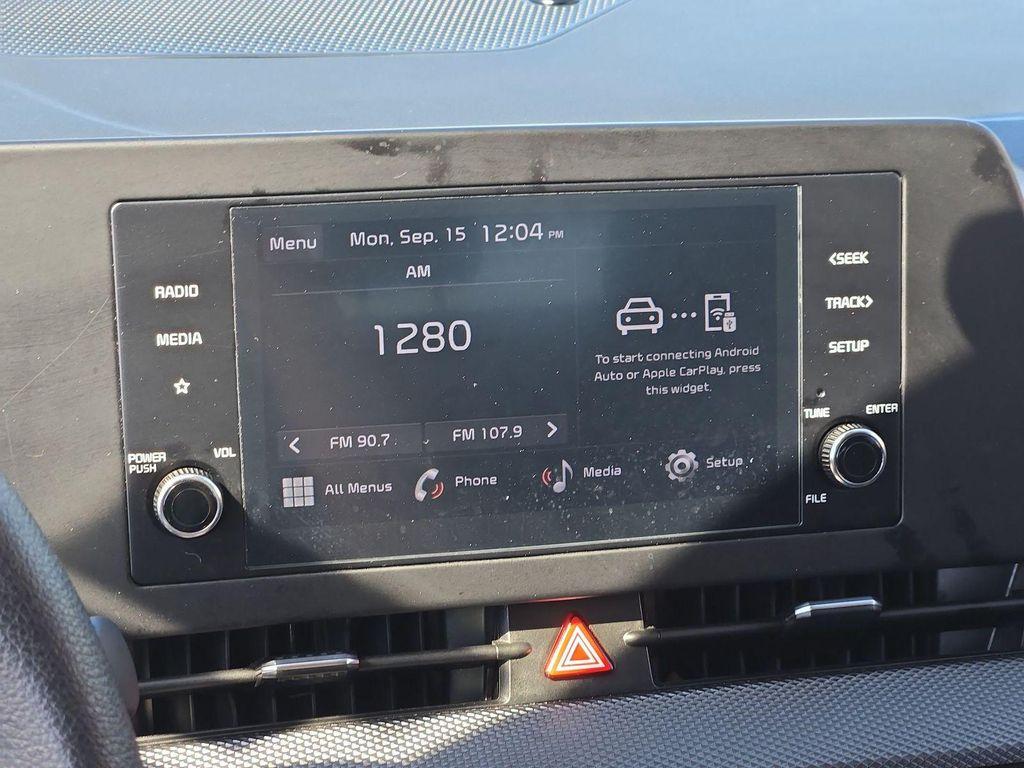 Menu Mon, Sep. 15 12:04 PM
AM
1280
To start connecting Android
Auto or Apple CarPlay, press
this widget.
< FM 90.7
FM 107.9 >
All Menus
Phone
Media
Setup
RADIO
MEDIA
POWER
PUSH
VOL
<SEEK
TRACK>
SETUP
TUNE
ENTER
FILE